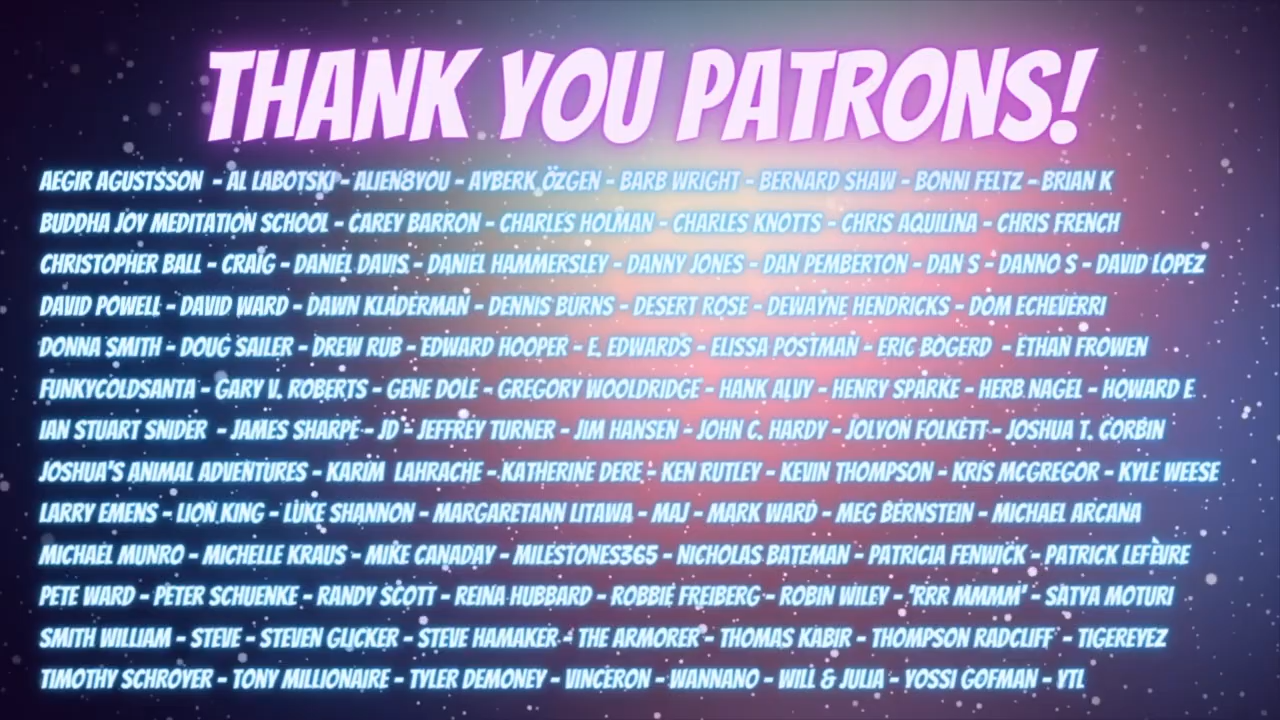 THANK YOU PATRONS!
AEGIR AGUSTSSON - AL LABOTSKI - ALIEN8YOU - AYBERK ÖZGEN - BARB WRIGHT - BERNARD SHAW - BONNI FELTZ - BRIAN K
BUDDHA JOY MEDITATION SCHOOL - CAREY BARRON - CHARLES HOLMAN - CHARLES KNOTTS - CHRIS AQUILINA - CHRIS FRENCH
CHRISTOPHER BALL - CRAIG - DANIEL DAVIS - DANIEL HAMMERSLEY - DANNY JONES - DAN PEMBERTON - DAN S - DANNO S - DAVID LOPEZ
DAVID POWELL - DAVID WARD - DAWN KLADERMAN - DENNIS BURNS - DESERT ROSE - DEWAYNE HENDRICKS - DOM ECHEVERRI
DONNA SMITH - DOUG SAILER - DREW RUB - EDWARD HOOPER - E. EDWARDS - ELISSA POSTMAN - ERIC BOGERD - ETHAN FROWEN
FUNKYCOLDSANTA - GARY V. ROBERTS - GENE DOLE - GREGORY WOOLDRIDGE - HANK ALVY - HENRY SPARKE - HERB NAGEL - HOWARD E
IAN STUART SNIDER - JAMES SHARPE - JD - JEFFREY TURNER - JIM HANSEN - JOHN C. HARDY - JOLYON FOLKETT - JOSHUA T. CORBIN
JOSHUA'S ANIMAL ADVENTURES - KARIM LAHRACHE - KATHERINE DERE - KEN RUTLEY - KEVIN THOMPSON - KRIS MCGREGOR - KYLE WEESE
LARRY EMENS - LION KING - LUKE SHANNON - MARGARETANN LITAWA - MAJ - MARK WARD - MEG BERNSTEIN - MICHAEL ARCANA
MICHAEL MUNRO - MICHELLE KRAUS - MIKE CANADAY - MILESTONES365 - NICHOLAS BATEMAN - PATRICIA FENWICK - PATRICK LEFÈVRE
PETE WARD - PETER SCHUENKE - RANDY SCOTT - REINA HUBBARD - ROBBIE FREIBERG - ROBIN WILEY - 'RRR MMMM' - SATYA MOTURI
SMITH WILLIAM - STEVE - STEVEN GLICKER - STEVE HAMAKER - THE ARMORER - THOMAS KABIR - THOMPSON RADCLIFF - TIGEREYEZ
TIMOTHY SCHROYER - TONY MILLIONAIRE - TYLER DEMONEY - VINCERON - WANNANO - WILL & JULIA - YOSSI GOFMAN - YTL